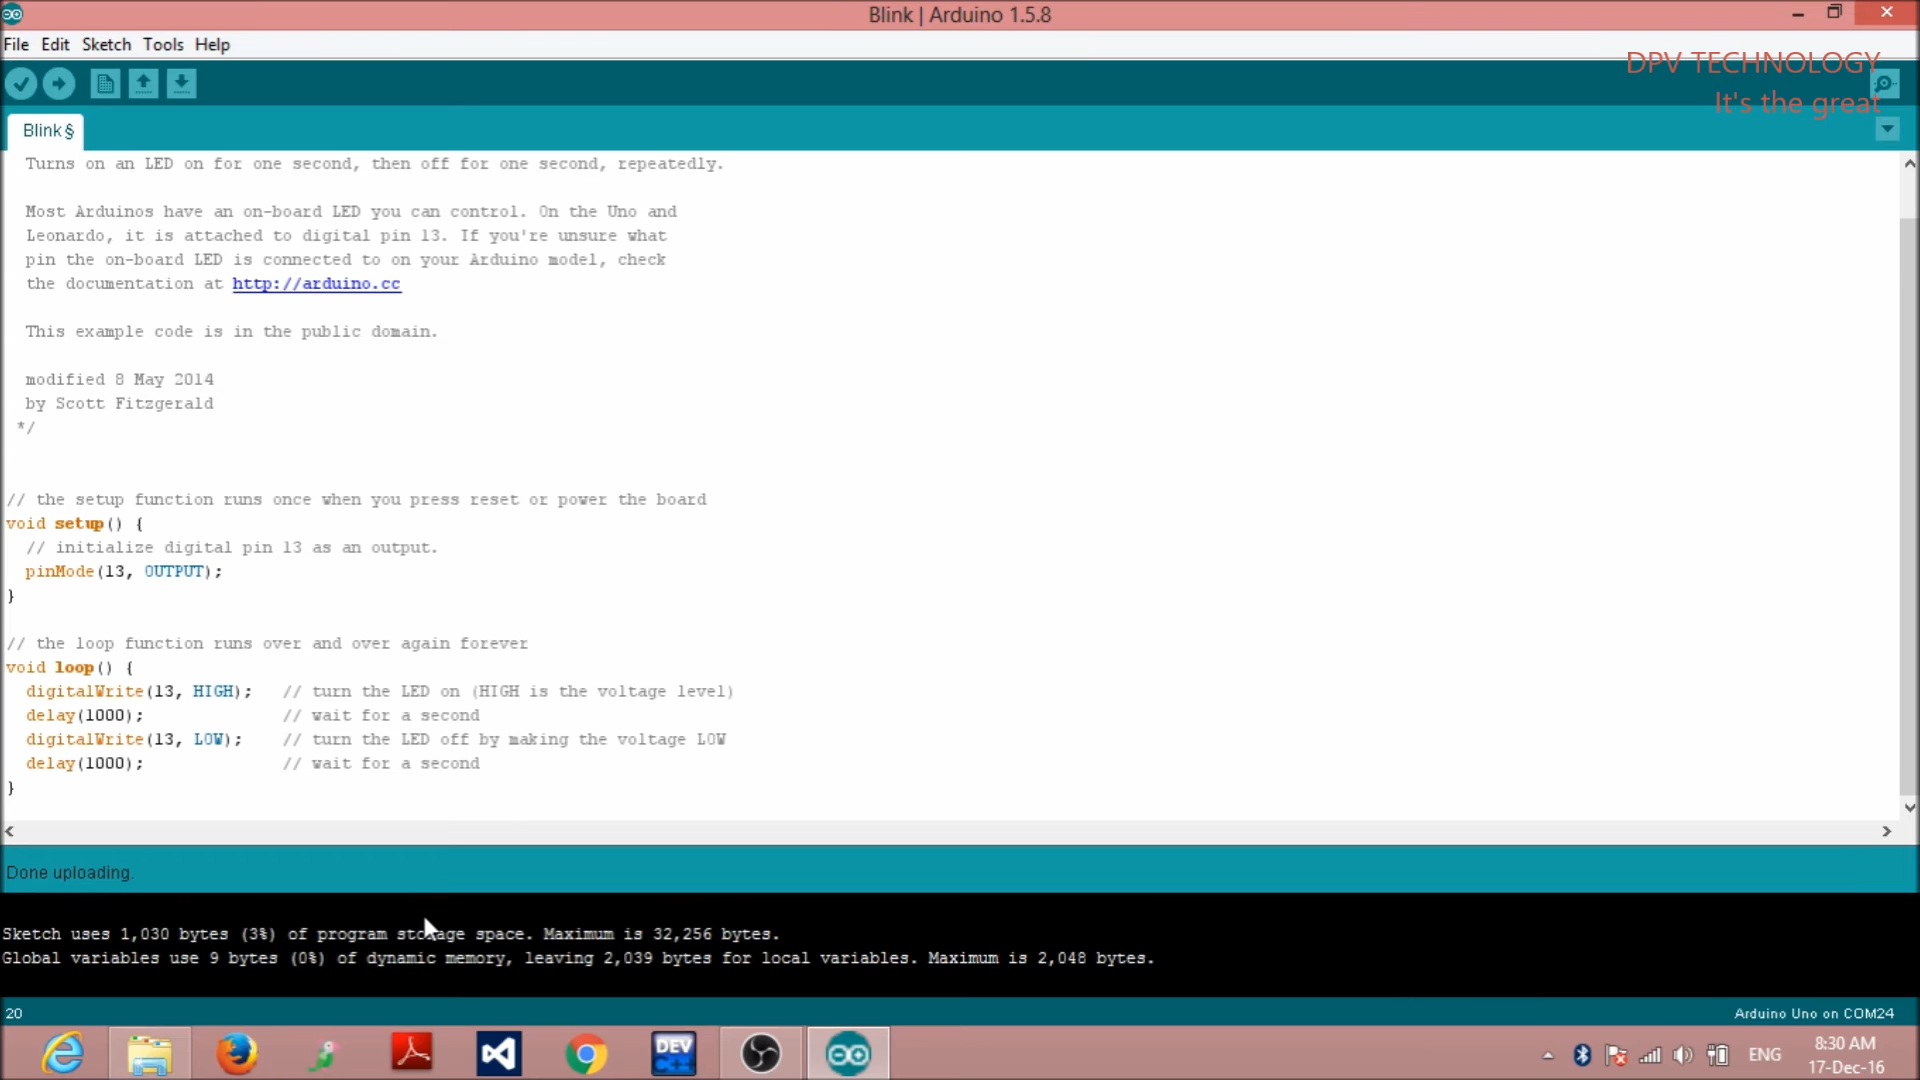 Blink | Arduino 1.5.8
File Edit Sketch Tools Help
DPV TECHNOLOGY
It's the great
Blink §
Turns on an LED on for one second, then off for one second, repeatedly.
Most Arduinos have an on-board LED you can control. On the Uno and
Leonardo, it is attached to digital pin 13. If you're unsure what
pin the on-board LED is connected to on your Arduino model, check
the documentation at http://arduino.cc
This example code is in the public domain.
modified 8 May 2014
by Scott Fitzgerald
*/
// the setup function runs once when you press reset or power the board
void setup() {
// initialize digital pin 13 as an output.
pinMode(13, OUTPUT);
}
// the loop function runs over and over again forever
void loop() {
digitalWrite(13, HIGH);   // turn the LED on (HIGH is the voltage level)
delay(1000);              // wait for a second
digitalWrite(13, LOW);    // turn the LED off by making the voltage LOW
delay(1000);              // wait for a second
}
Done uploading.
Sketch uses 1,030 bytes (3%) of program storage space. Maximum is 32,256 bytes.
Global variables use 9 bytes (0%) of dynamic memory, leaving 2,039 bytes for local variables. Maximum is 2,048 bytes.
20
Arduino Uno on COM24
DEV
C++
ENG
8:30 AM
17-Dec-16